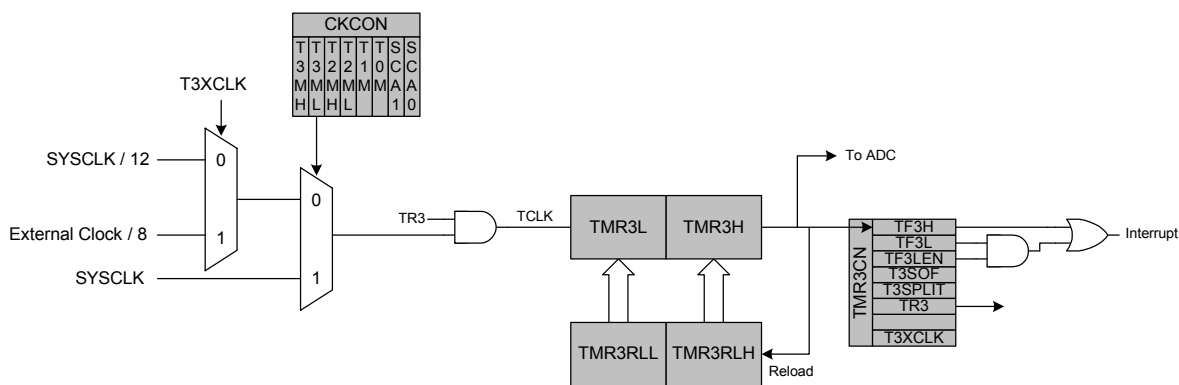 CKCON
T3MH
T3ML
T2MH
T2ML
T1M
T0M
SCA1
SCA0
T3XCLK
SYSCLK / 12
0
External Clock / 8
1
SYSCLK
0
1
TR3
TCLK
TMR3L
TMR3H
To ADC
TMR3RLL
TMR3RLH
Reload
TMR3CN
TF3H
TF3L
TF3LEN
T3SOF
T3SPLIT
TR3
T3XCLK
Interrupt